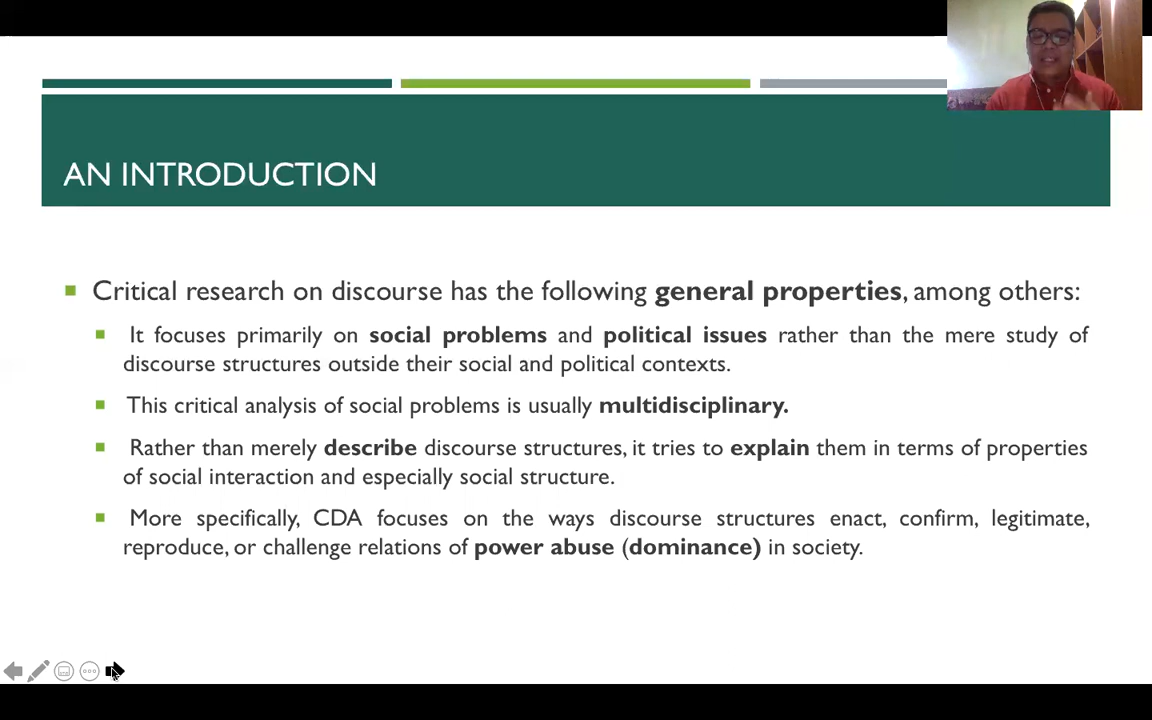 AN INTRODUCTION
Critical research on discourse has the following general properties, among others:
It focuses primarily on social problems and political issues rather than the mere study of
discourse structures outside their social and political contexts.
This critical analysis of social problems is usually multidisciplinary.
Rather than merely describe discourse structures, it tries to explain them in terms of properties
of social interaction and especially social structure.
More specifically, CDA focuses on the ways discourse structures enact, confirm, legitimate,
reproduce, or challenge relations of power abuse (dominance) in society.